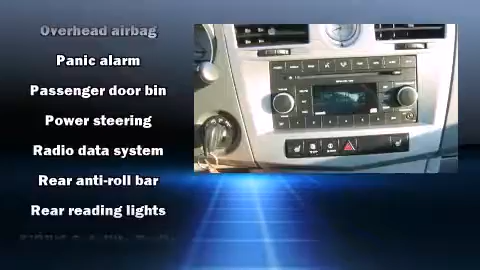 Overhead airbag
Panic alarm
Passenger door bin
Power steering
Radio data system
Rear anti-roll bar
Rear reading lights